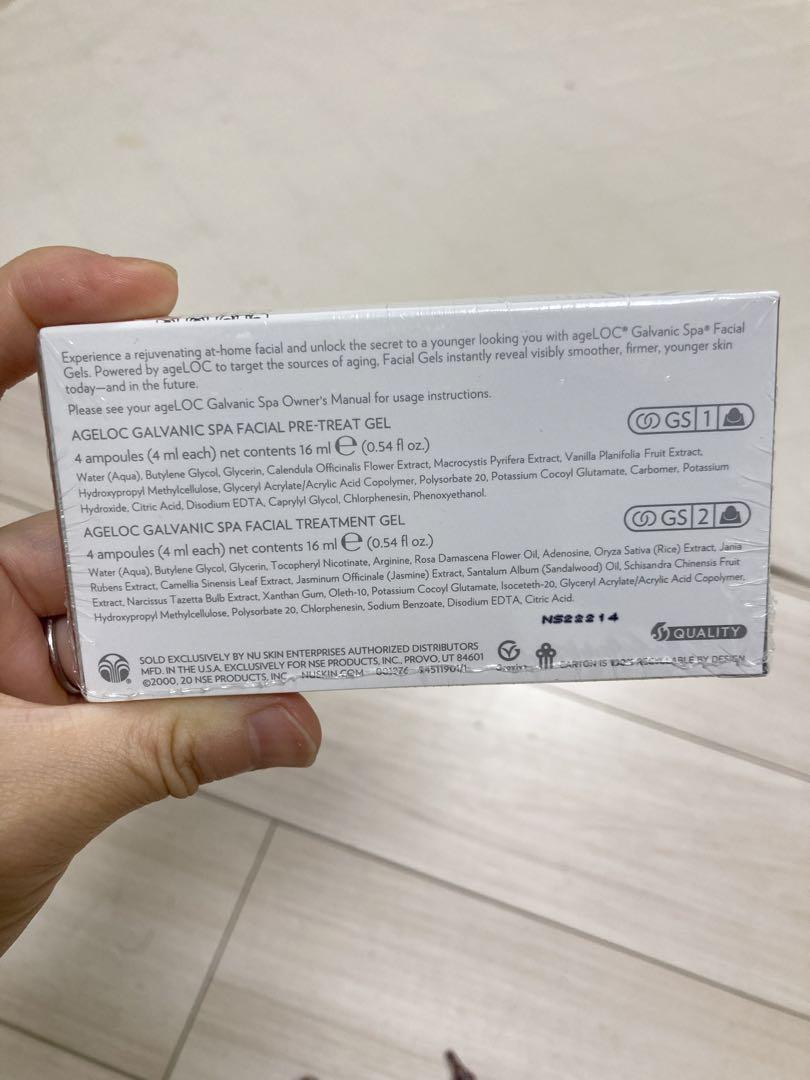 Experience a rejuvenating at-home facial and unlock the secret to a younger looking you with ageLOC® Galvanic Spa® Facial
Gels. Powered by ageLOC to target the sources of aging, Facial Gels instantly reveal visibly smoother, firmer, younger skin
today—and in the future.
Please see your ageLOC Galvanic Spa Owner's Manual for usage instructions.
AGELOC GALVANIC SPA FACIAL PRE-TREAT GEL
GS 1
4 ampoules (4 ml each) net contents 16 ml ℮ (0.54 fl oz.)
Water (Aqua), Butylene Glycol, Glycerin, Calendula Officinalis Flower Extract, Macrocystis Pyrifera Extract, Vanilla Planifolia Fruit Extract,
Hydroxypropyl Methylcellulose, Glyceryl Acrylate/Acrylic Acid Copolymer, Polysorbate 20, Potassium Cocoyl Glutamate, Carbomer, Potassium
Hydroxide, Citric Acid, Disodium EDTA, Caprylyl Glycol, Chlorphenesin, Phenoxyethanol.
AGELOC GALVANIC SPA FACIAL TREATMENT GEL
GS 2
4 ampoules (4 ml each) net contents 16 ml ℮ (0.54 fl oz.)
Water (Aqua), Butylene Glycol, Glycerin, Tocopheryl Nicotinate, Arginine, Rosa Damascena Flower Oil, Adenosine, Oryza Sativa (Rice) Extract, Jania
Rubens Extract, Camellia Sinensis Leaf Extract, Jasminum Officinale (Jasmine) Extract, Santalum Album (Sandalwood) Oil, Schisandra Chinensis Fruit
Extract, Narcissus Tazetta Bulb Extract, Xanthan Gum, Oleth-10, Potassium Cocoyl Glutamate, Isoceteth-20, Glyceryl Acrylate/Acrylic Acid Copolymer,
Hydroxypropyl Methylcellulose, Polysorbate 20, Chlorphenesin, Sodium Benzoate, Disodium EDTA, Citric Acid.
NS22214
QUALITY
SOLD EXCLUSIVELY BY NU SKIN ENTERPRISES AUTHORIZED DISTRIBUTORS
MFD. IN THE U.S.A. EXCLUSIVELY FOR NSE PRODUCTS, INC., PROVO, UT 84601
©2000, 20 NSE PRODUCTS, INC. NUSKIN.COM
CARTON IS 100% RECYCLABLE BY DESIGN